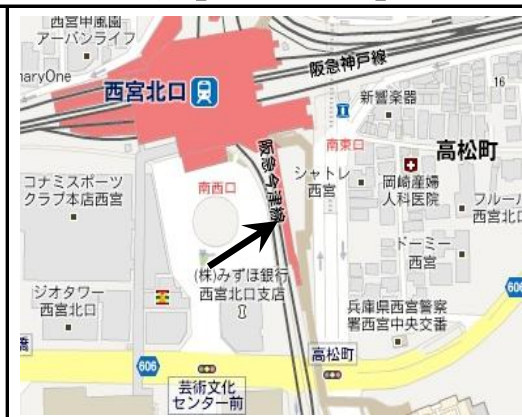 西宮甲風園
アーバンライフ
maryOne
西宮北口
阪急神戸線
16
新響楽器
南東口
高松町
阪急今津線
シャトレ
西宮
岡崎産婦
人科医院
コナミスポーツ
クラブ本店西宮
南西口
フルール
西宮北口
ドーミー
西宮
(株)みずほ銀行
西宮北口支店
ジオタワー
西宮北口
兵庫県西宮警察
署西宮中央交番
606
橋
高松町
606
芸術文化
センター前